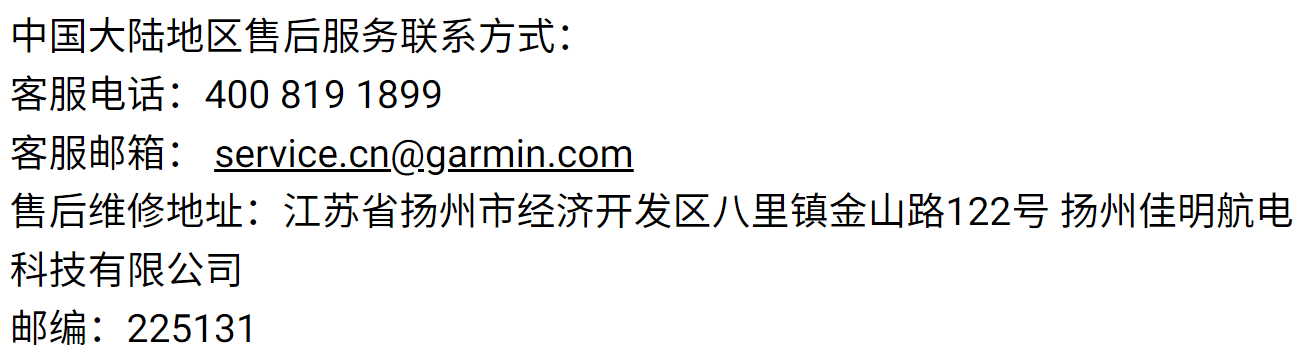 中国大陆地区售后服务联系方式：
客服电话：400 819 1899
客服邮箱： service.cn@garmin.com
售后维修地址：江苏省扬州市经济开发区八里镇金山路122号 扬州佳明航电
科技有限公司
邮编：225131